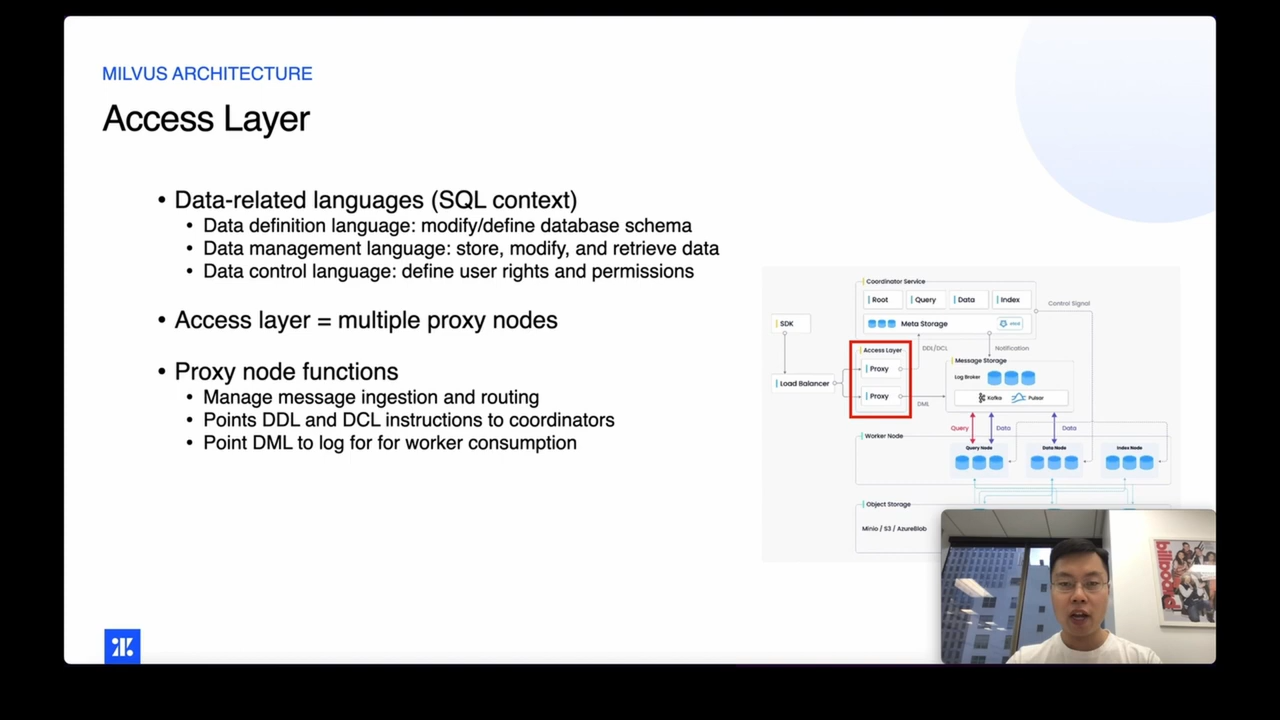 MILVUS ARCHITECTURE
Access Layer
• Data-related languages (SQL context)
• Data definition language: modify/define database schema
• Data management language: store, modify, and retrieve data
• Data control language: define user rights and permissions
• Access layer = multiple proxy nodes
• Proxy node functions
• Manage message ingestion and routing
• Points DDL and DCL instructions to coordinators
• Point DML to log for for worker consumption
Coordinator Service
Root Query Data Index
Control Signal
SDK
Meta Storage etcd
Access Layer
DDL/DCL
Notification
Proxy
Message Storage
Log Broker
Load Balancer
Proxy
DML
Kafka Pulsar
Query Data Data
Worker Node
Query Node Data Node Index Node
Object Storage
Minio / S3 / AzureBlob
billboard